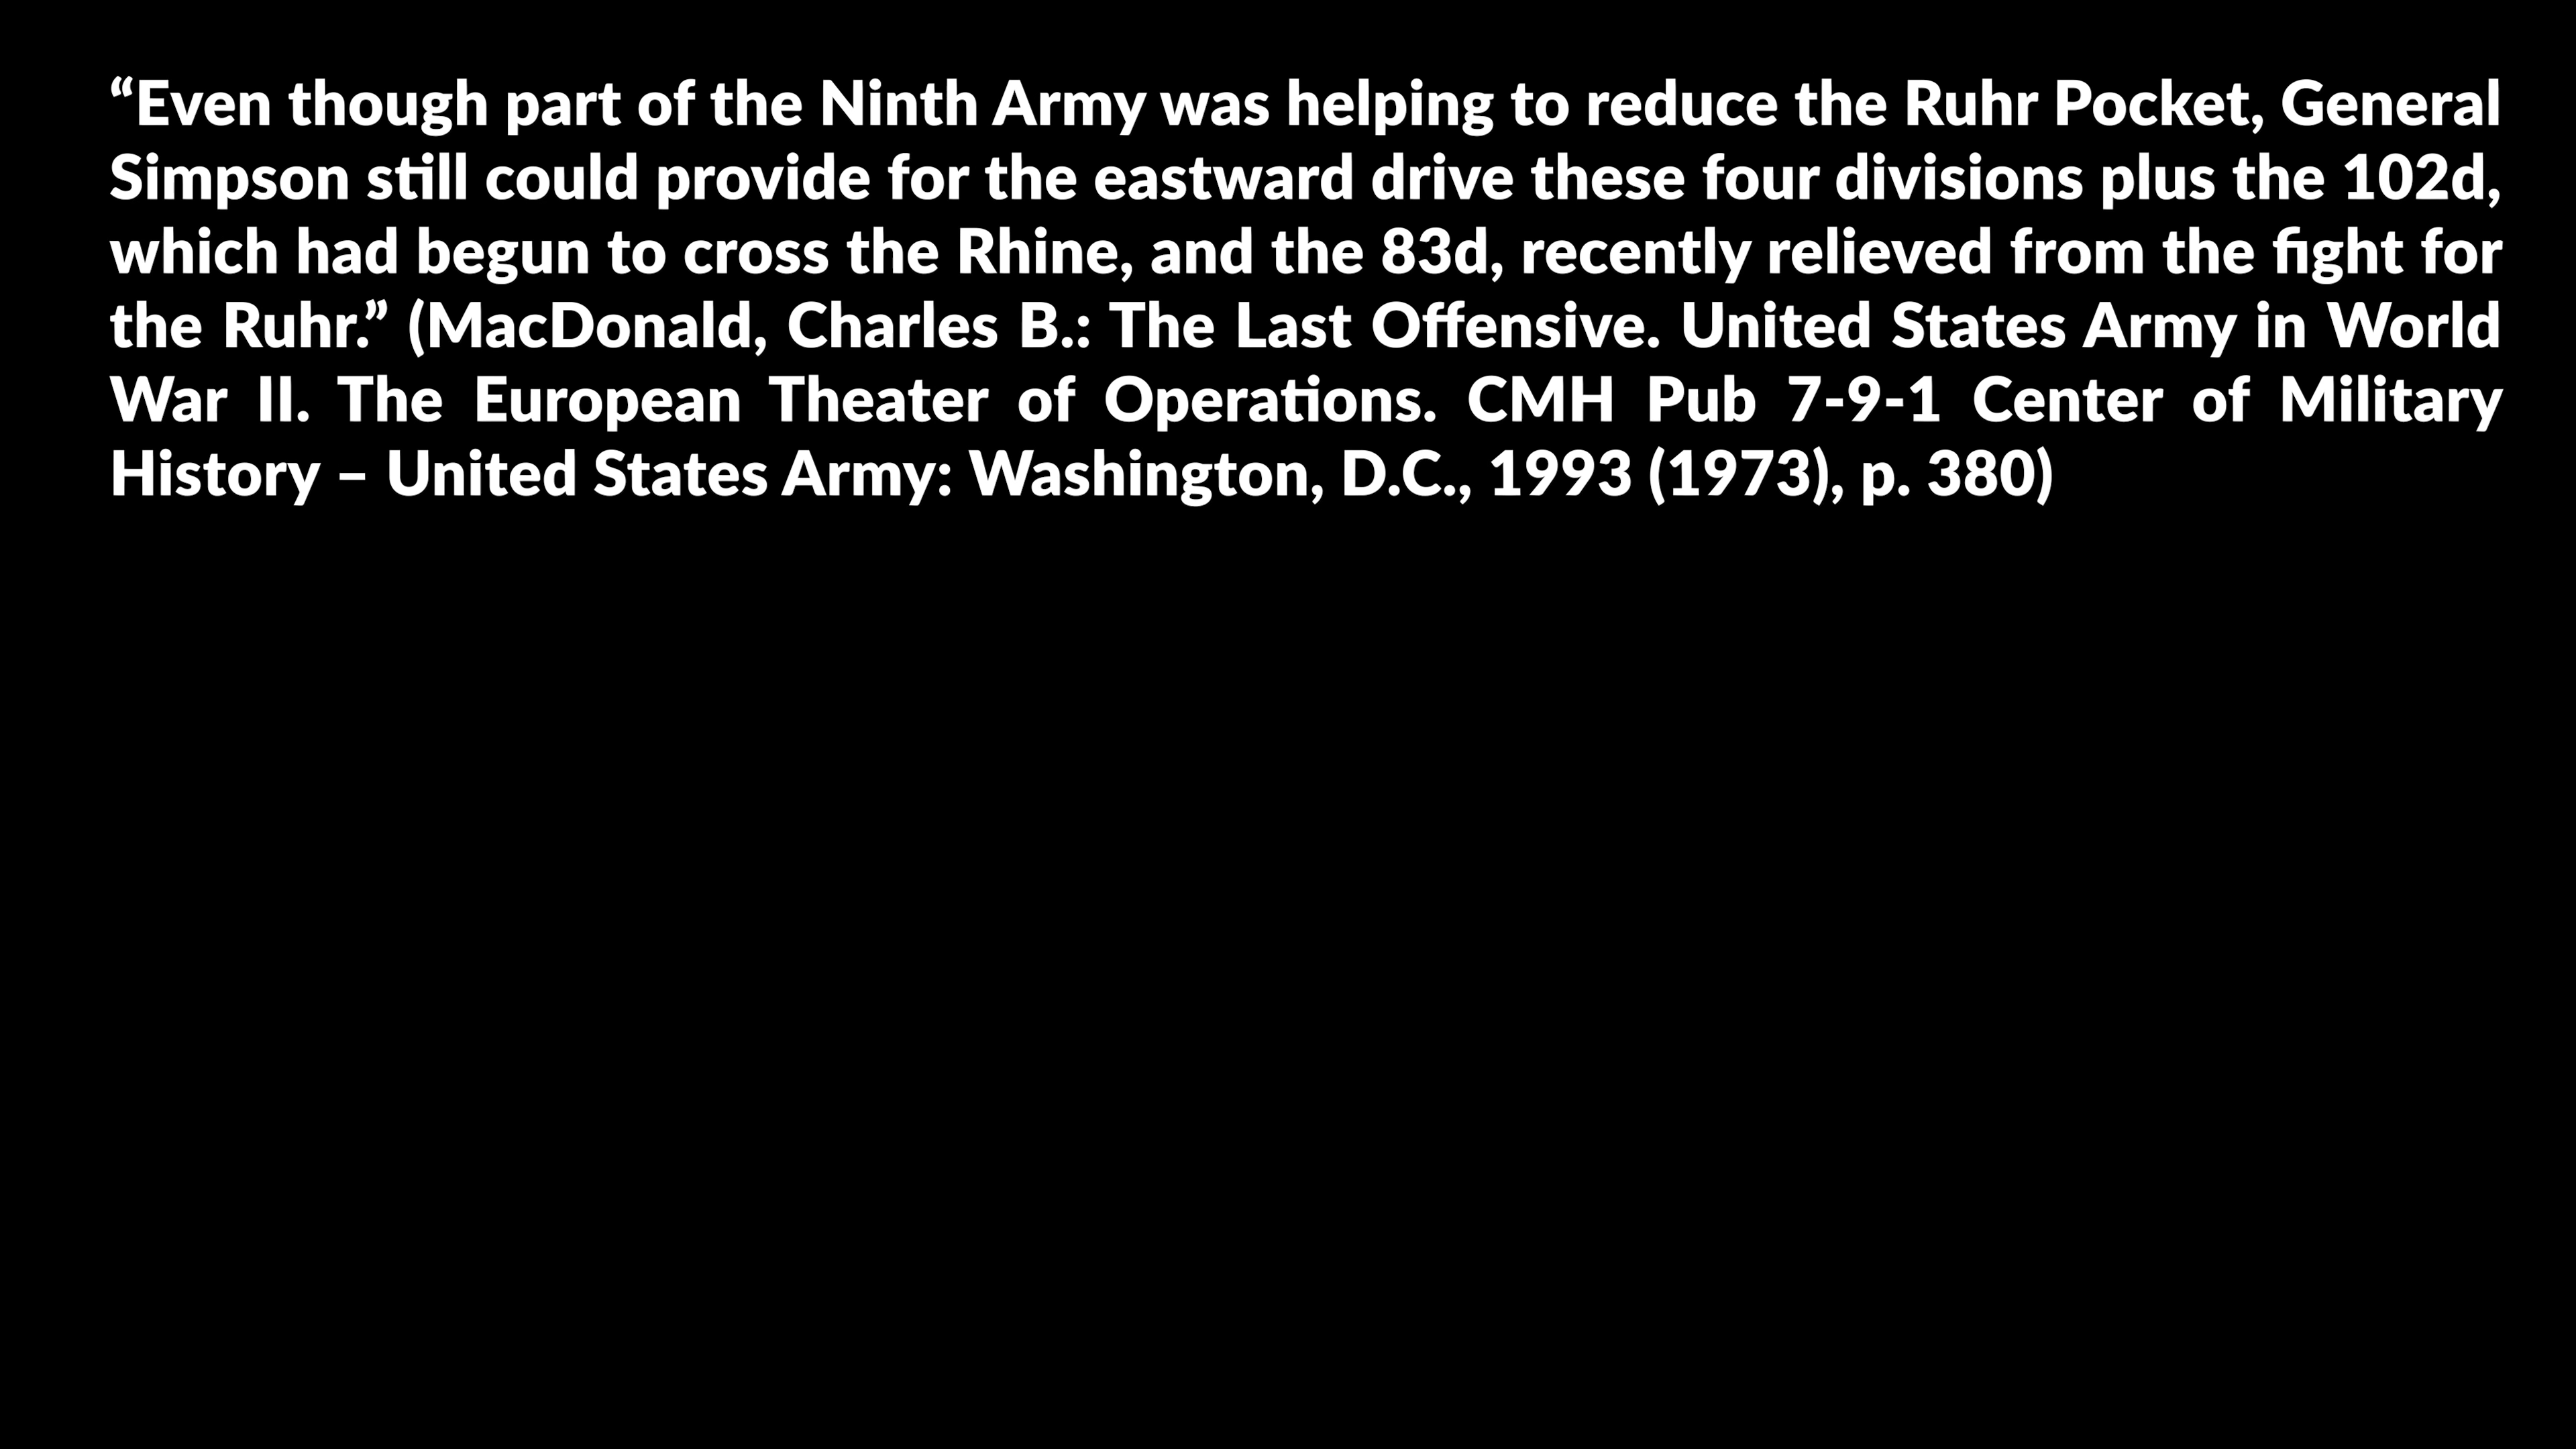 “Even though part of the Ninth Army was helping to reduce the Ruhr Pocket, General
Simpson still could provide for the eastward drive these four divisions plus the 102d,
which had begun to cross the Rhine, and the 83d, recently relieved from the fight for
the Ruhr.” (MacDonald, Charles B.: The Last Offensive. United States Army in World
War II. The European Theater of Operations. CMH Pub 7-9-1 Center of Military
History – United States Army: Washington, D.C., 1993 (1973), p. 380)